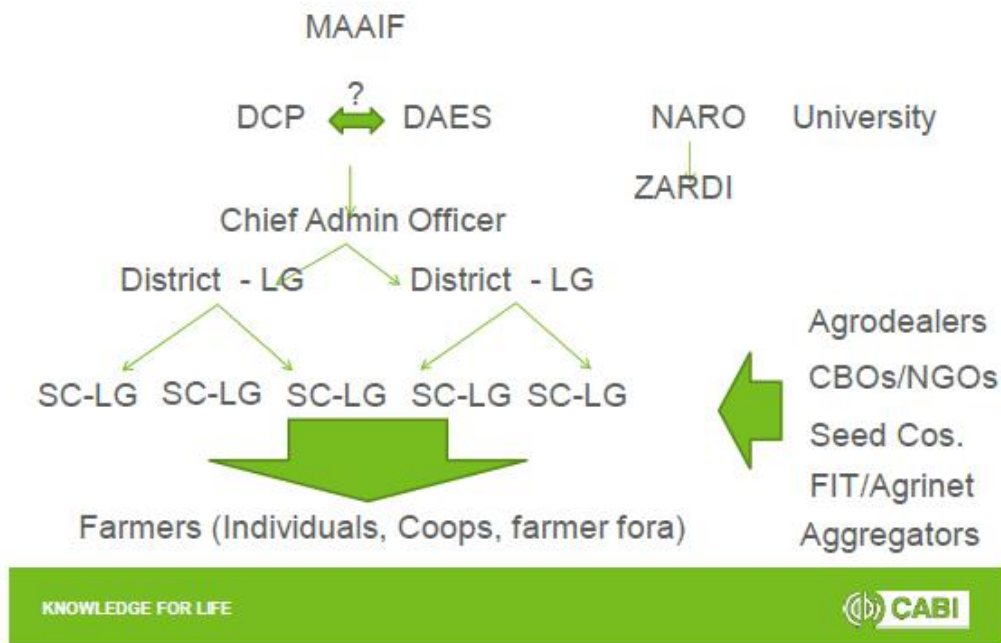 MAAIF
?
DCP DAES NARO University
ZARDI
Chief Admin Officer
District - LG District - LG
Agrodealers
SC-LG SC-LG SC-LG SC-LG SC-LG
CBOs/NGOs
Seed Cos.
FIT/Agrinet
Farmers (Individuals, Coops, farmer fora)
Aggregators
KNOWLEDGE FOR LIFE
CABI